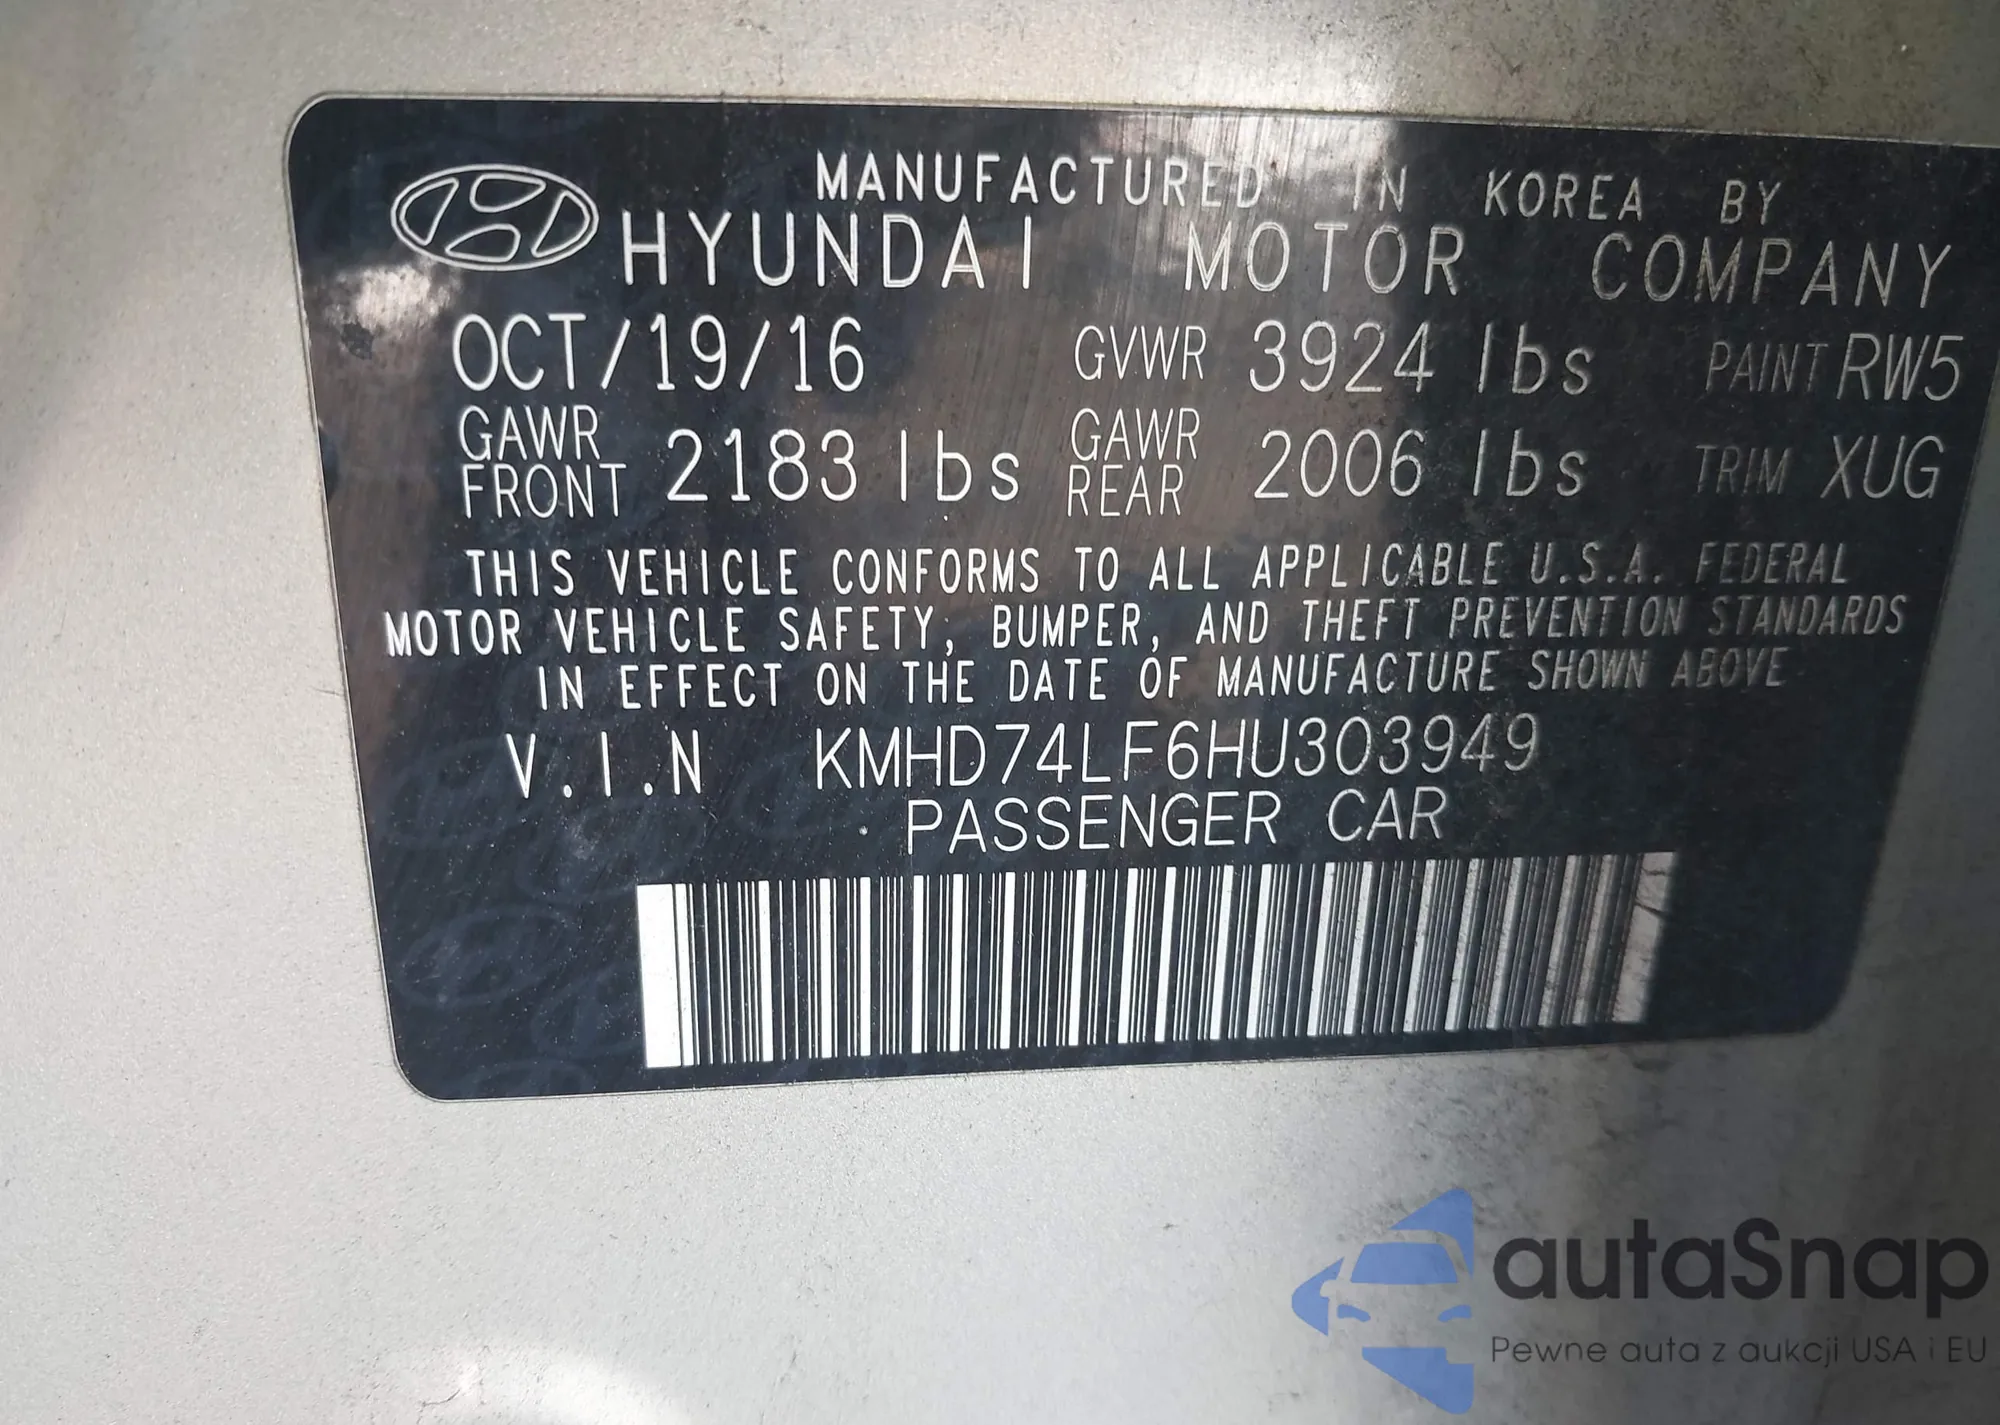 MANUFACTURED IN KOREA BY
HYUNDAI MOTOR COMPANY
OCT/19/16 GVWR 3924 lbs PAINT RW5
GAWR FRONT 2183 lbs GAWR REAR 2006 lbs TRIM XUG
THIS VEHICLE CONFORMS TO ALL APPLICABLE U.S.A. FEDERAL
MOTOR VEHICLE SAFETY, BUMPER, AND THEFT PREVENTION STANDARDS
IN EFFECT ON THE DATE OF MANUFACTURE SHOWN ABOVE
V.I.N KMHD74LF6HU303949
PASSENGER CAR
autaSnap
Pewne auta z aukcji USA i EU